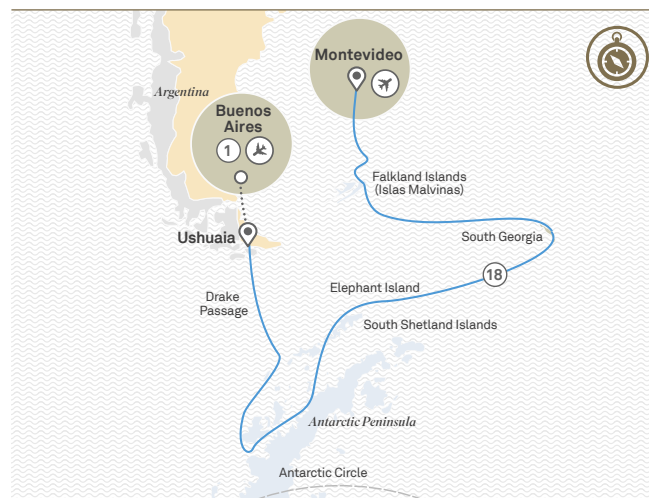 Montevideo
Argentina
Buenos
Aires
1
Falkland Islands
(Islas Malvinas)
Ushuaia
South Georgia
18
Elephant Island
Drake
Passage
South Shetland Islands
Antarctic Peninsula
Antarctic Circle